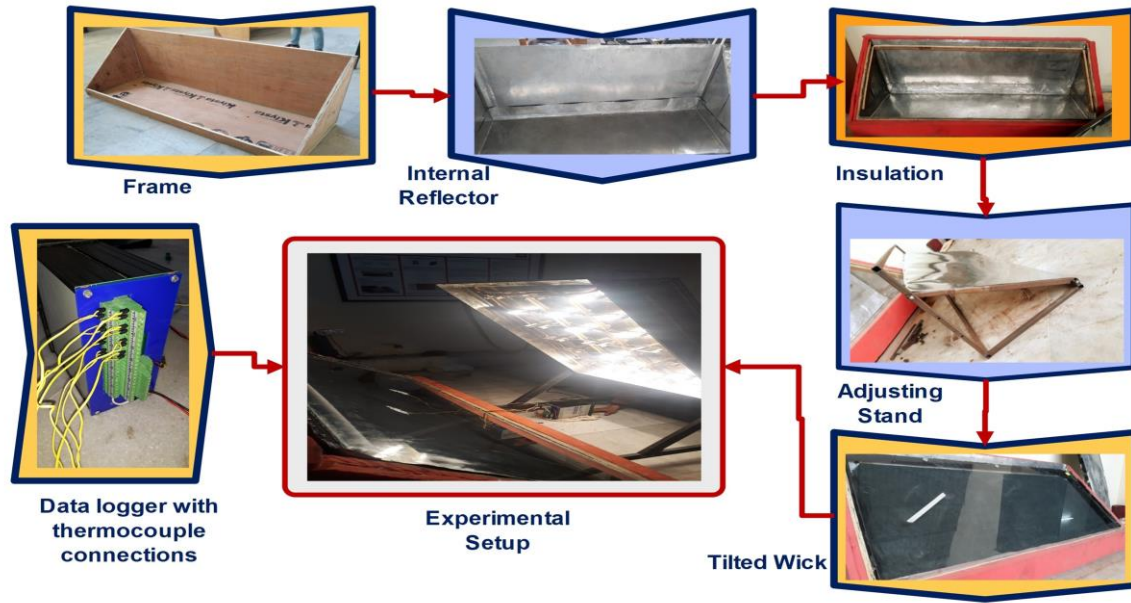 Frame
Internal
Reflector
Insulation
Adjusting
Stand
Tilted Wick
Experimental
Setup
Data logger with
thermocouple
connections